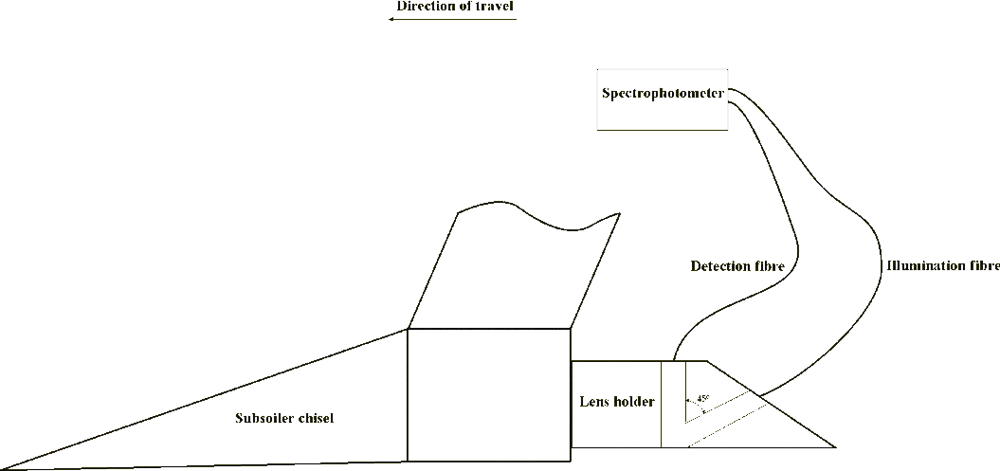 Direction of travel
Spectrophotometer
Detection fibre
Illumination fibre
45°
Lens holder
Subsoiler chisel